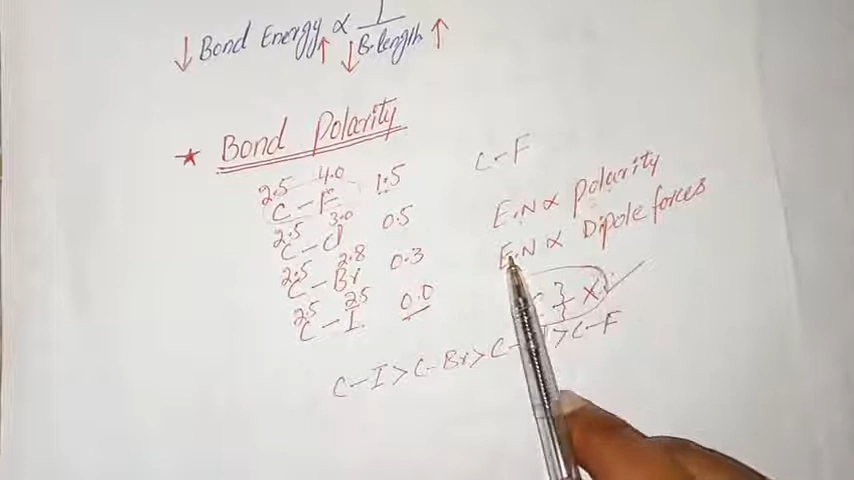 ↓ Bond Energy ↑ ∝ 1 / ↓ B.length ↑
★ Bond Polarity
2.5 4.0
C-F 1.5
2.5 3.0
C-Cl 0.5
2.5 2.8
C-Br 0.3
2.5 2.5
C-I 0.0
C-F
E.N ∝ Polarity
E.N ∝ Dipole forces
X
C-I > C-Br > C- > C-F